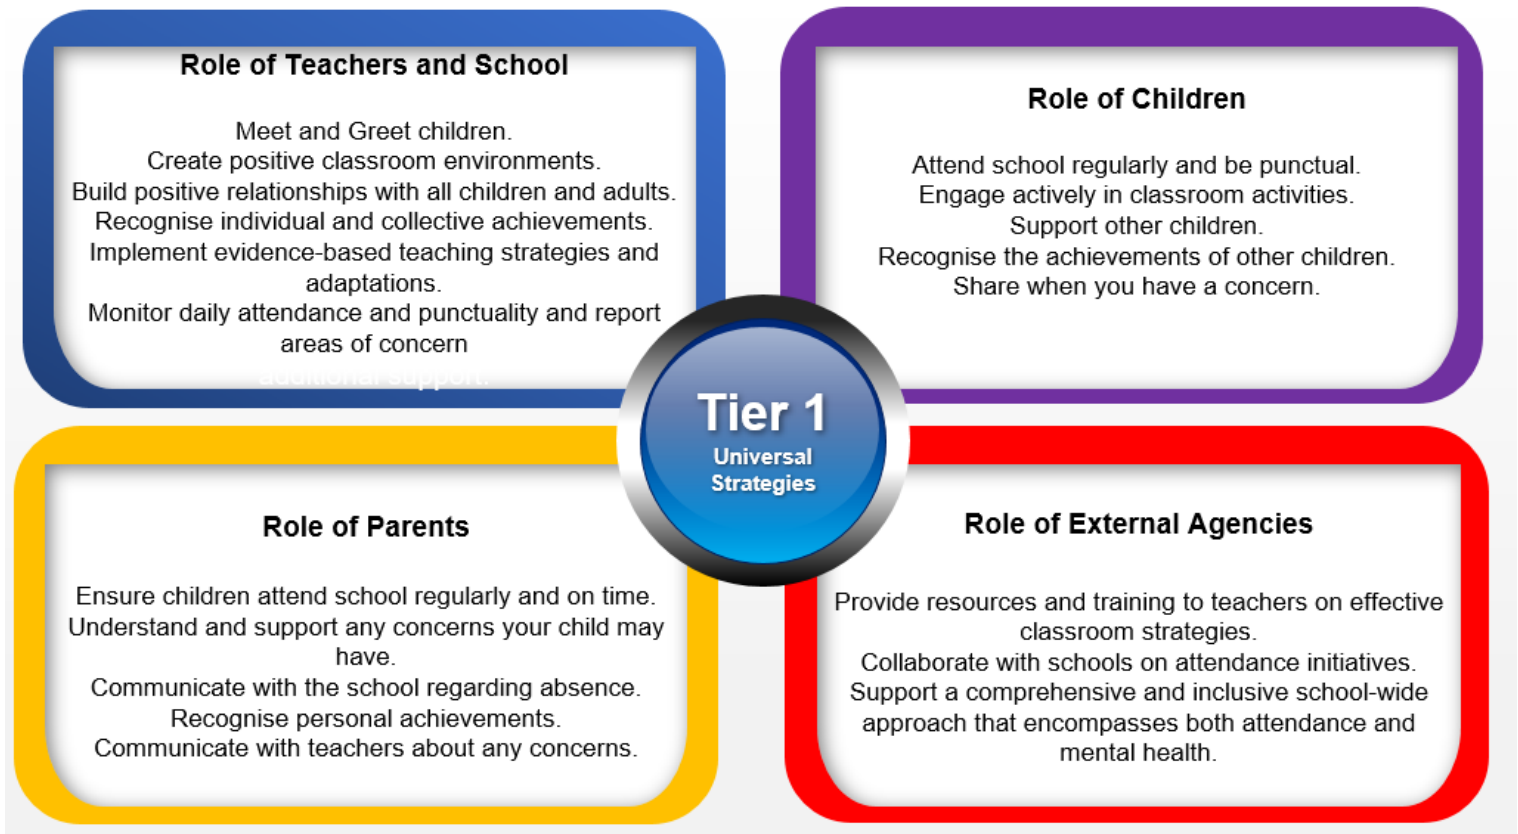 Role of Teachers and School
Meet and Greet children.
Create positive classroom environments.
Build positive relationships with all children and adults.
Recognise individual and collective achievements.
Implement evidence-based teaching strategies and
adaptations.
Monitor daily attendance and punctuality and report
areas of concern
additional support.
Role of Children
Attend school regularly and be punctual.
Engage actively in classroom activities.
Support other children.
Recognise the achievements of other children.
Share when you have a concern.
Tier 1
Universal
Strategies
Role of Parents
Ensure children attend school regularly and on time.
Understand and support any concerns your child may
have.
Communicate with the school regarding absence.
Recognise personal achievements.
Communicate with teachers about any concerns.
Role of External Agencies
Provide resources and training to teachers on effective
classroom strategies.
Collaborate with schools on attendance initiatives.
Support a comprehensive and inclusive school-wide
approach that encompasses both attendance and
mental health.